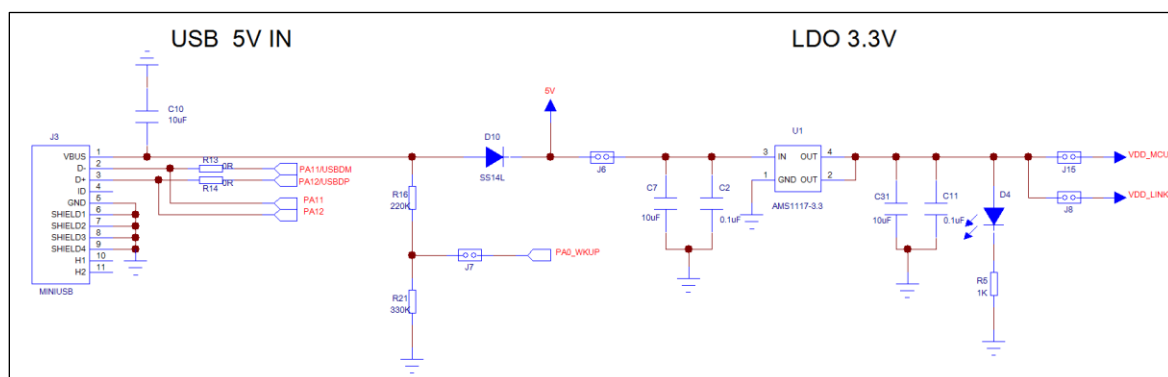 USB 5V IN
LDO 3.3V
C10
10uF
J3
VBUS 1
D- 2
D+ 3
ID 4
GND 5
SHIELD1 6
SHIELD2 7
SHIELD3 8
SHIELD4 9
H1 10
H2 11
MINIUSB
R13 0R
R14 0R
PA11/USBDM
PA12/USBDP
PA11
PA12
R16
220K
J7
PA0_WKUP
R21
330K
D10
SS14L
5V
J6
C7
10uF
C2
0.1uF
U1
3 IN OUT 4
1 GND OUT 2
AMS1117-3.3
C31
10uF
C11
0.1uF
D4
R5
1K
J15
VDD_MCU
J8
VDD_LINK